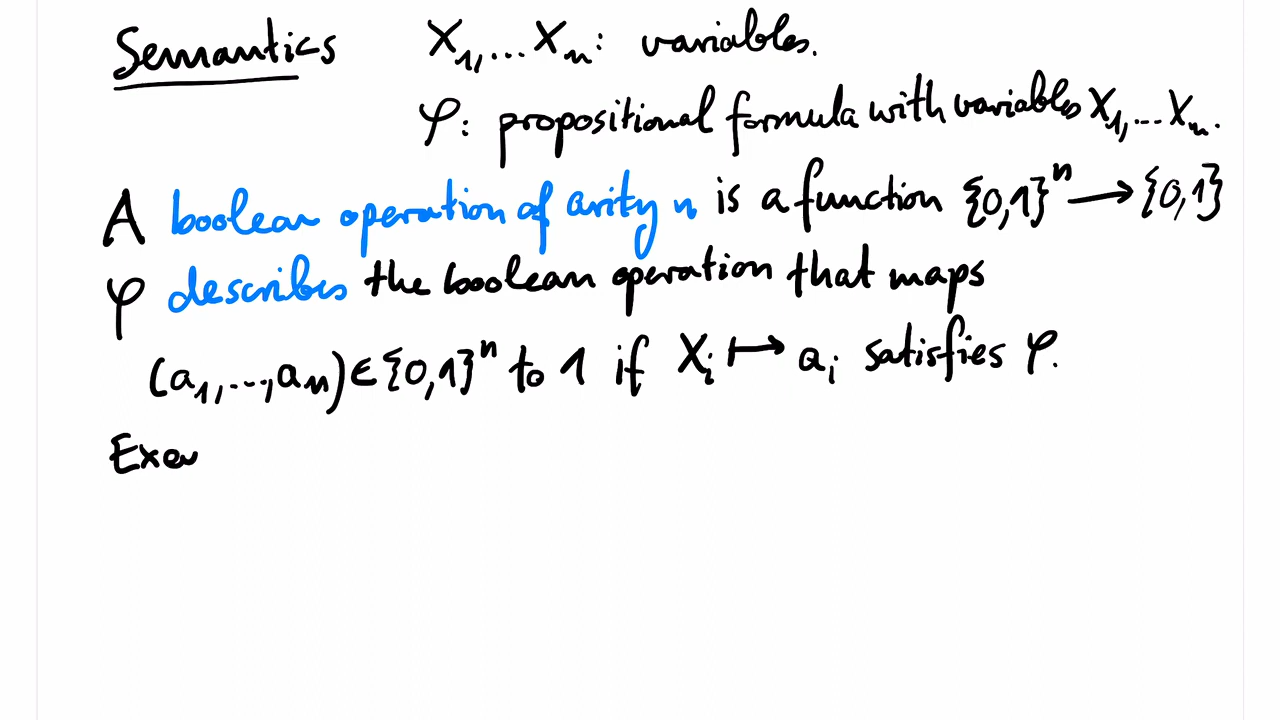 Semantics X₁,...Xₙ: variables.
φ: propositional formula with variables X₁,...Xₙ.
A boolean operation of arity n is a function {0,1}ⁿ → {0,1}
φ describes the boolean operation that maps
(a₁,...,aₙ) ∈ {0,1}ⁿ to 1 if Xᵢ ↦ aᵢ satisfies φ.